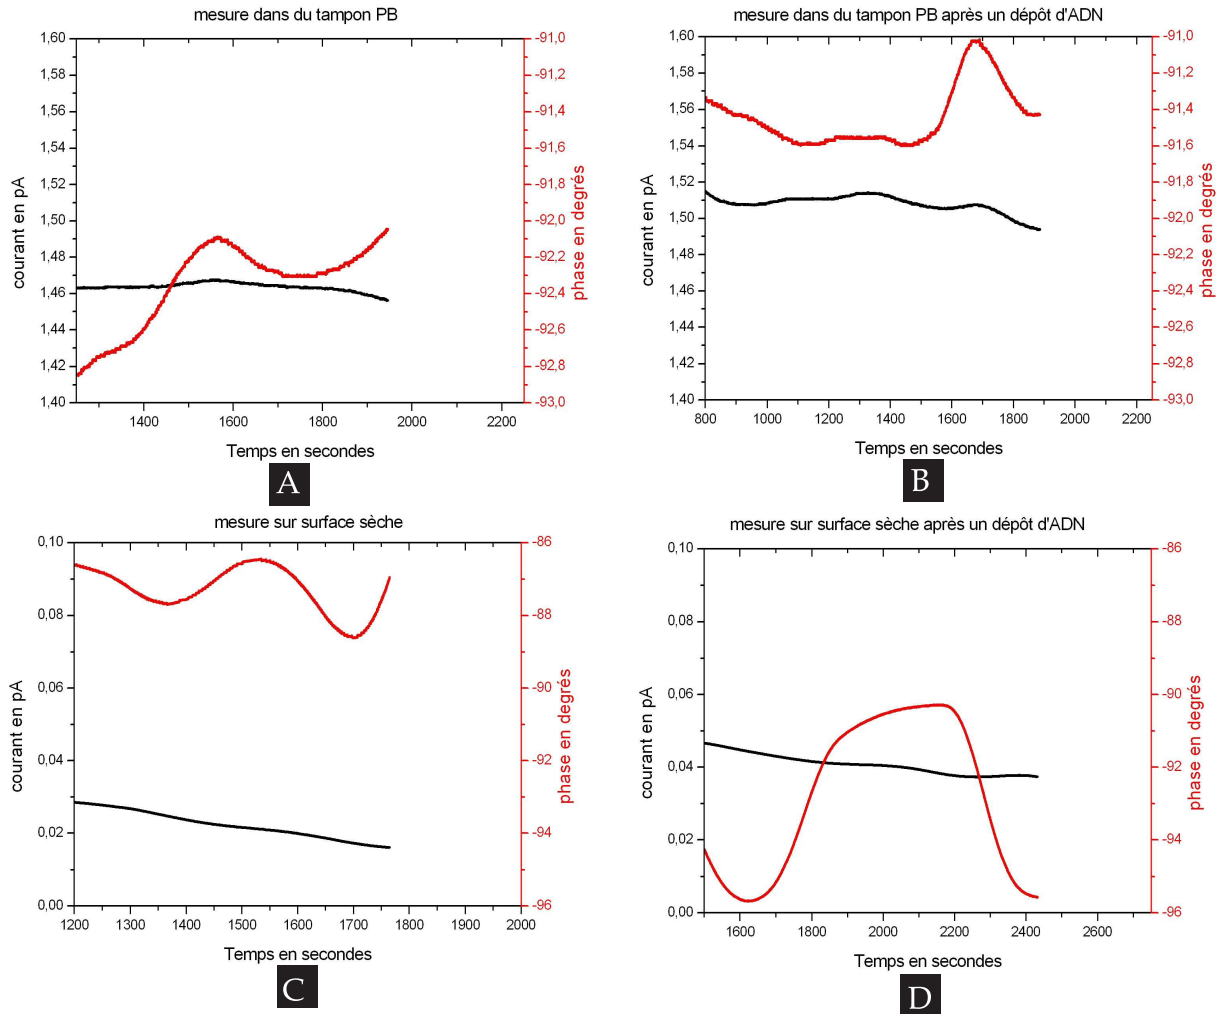 mesure dans du tampon PB
1,60
1,58
1,56
1,54
1,52
1,50
1,48
1,46
1,44
1,42
1,40
courant en pA
-91,0
-91,2
-91,4
-91,6
-91,8
-92,0
-92,2
-92,4
-92,6
-92,8
-93,0
phase en degrés
1400 1600 1800 2000 2200
Temps en secondes
A
mesure dans du tampon PB après un dépôt d'ADN
1,60
1,58
1,56
1,54
1,52
1,50
1,48
1,46
1,44
1,42
1,40
courant en pA
-91,0
-91,2
-91,4
-91,6
-91,8
-92,0
-92,2
-92,4
-92,6
-92,8
-93,0
phase en degrés
800 1000 1200 1400 1600 1800 2000 2200
Temps en secondes
B
mesure sur surface sèche
0,10
0,08
0,06
0,04
0,02
0,00
courant en pA
-86
-88
-90
-92
-94
-96
phase en degrés
1200 1300 1400 1500 1600 1700 1800 1900 2000
Temps en secondes
C
mesure sur surface sèche après un dépôt d'ADN
0,10
0,08
0,06
0,04
0,02
0,00
courant en pA
-86
-88
-90
-92
-94
-96
phase en degrés
1600 1800 2000 2200 2400 2600
Temps en secondes
D